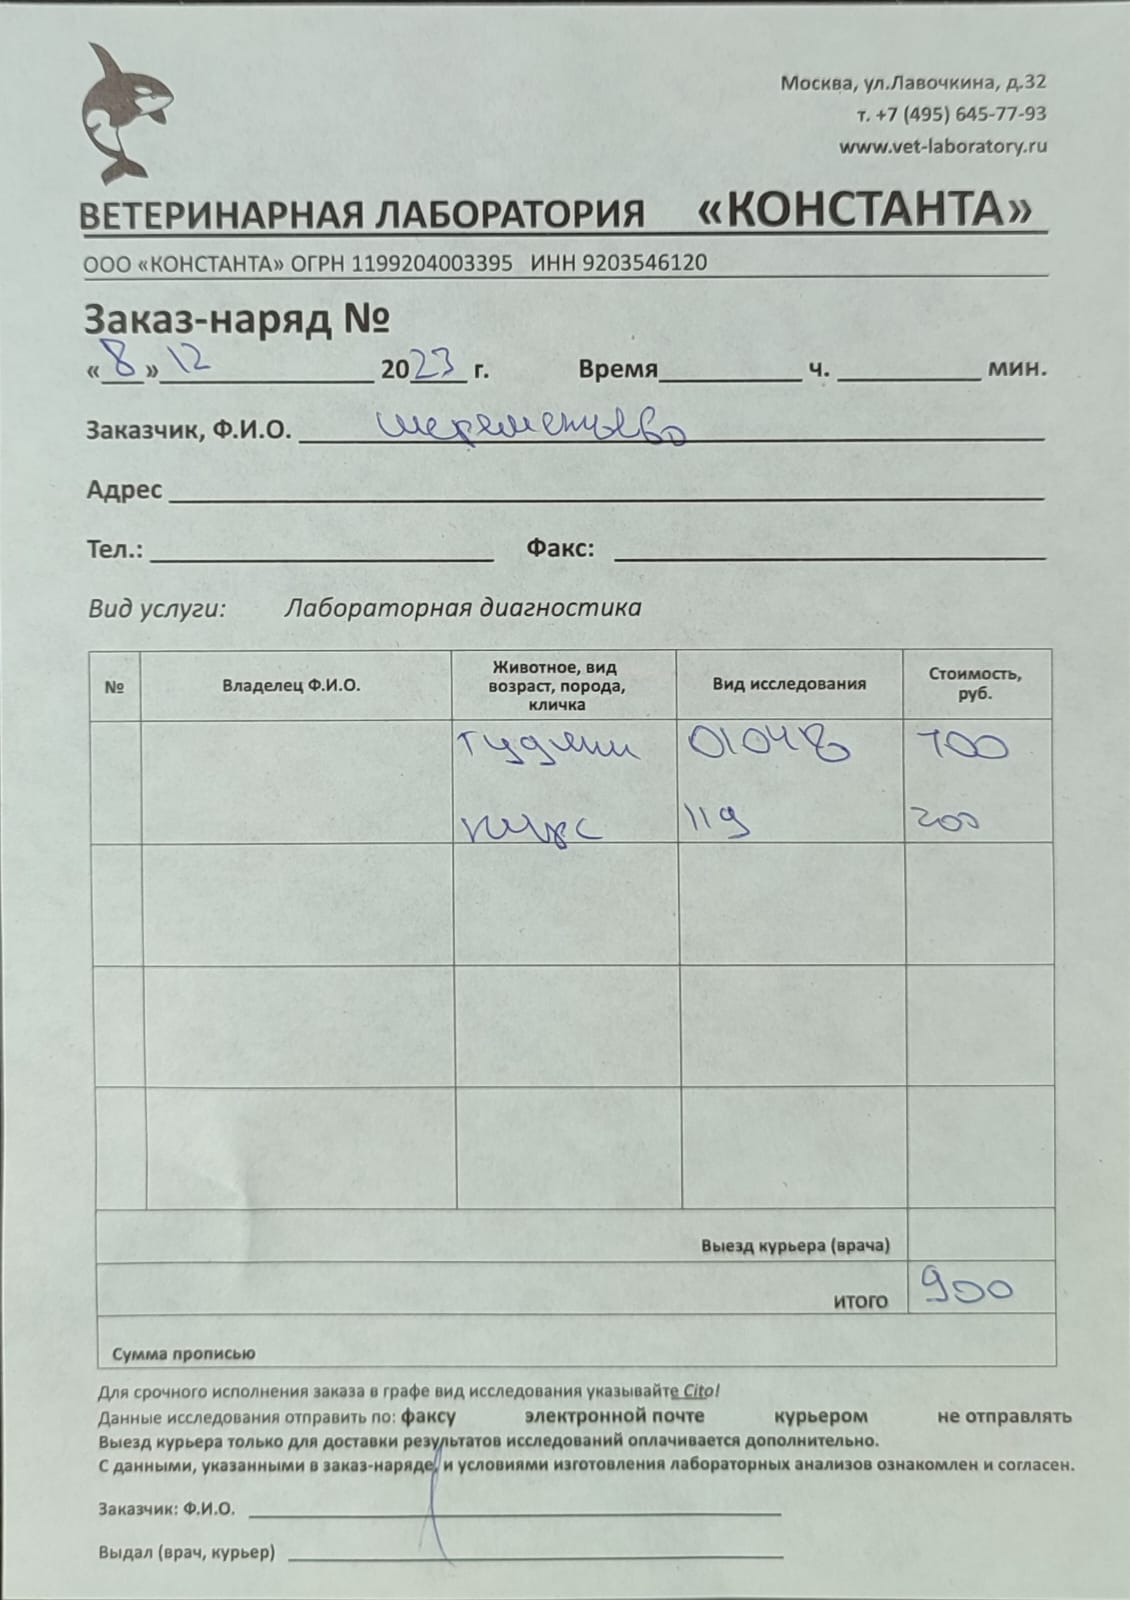 Москва, ул.Лавочкина, д.32
т. +7 (495) 645-77-93
www.vet-laboratory.ru
ВЕТЕРИНАРНАЯ ЛАБОРАТОРИЯ «КОНСТАНТА»
ООО «КОНСТАНТА» ОГРН 1199204003395 ИНН 9203546120
Заказ-наряд №
«8» 12 2023 г. Время ч. мин.
Заказчик, Ф.И.О. Шереметьево
Адрес
Тел.: Факс:
Вид услуги: Лабораторная диагностика
№ Владелец Ф.И.О. Животное, вид возраст, порода, кличка Вид исследования Стоимость, руб.
700
119 200
Выезд курьера (врача)
ИТОГО 900
Сумма прописью
Для срочного исполнения заказа в графе вид исследования указывайте Cito!
Данные исследования отправить по: факсу электронной почте курьером не отправлять
Выезд курьера только для доставки результатов исследований оплачивается дополнительно.
С данными, указанными в заказ-наряде, и условиями изготовления лабораторных анализов ознакомлен и согласен.
Заказчик: Ф.И.О.
Выдал (врач, курьер)